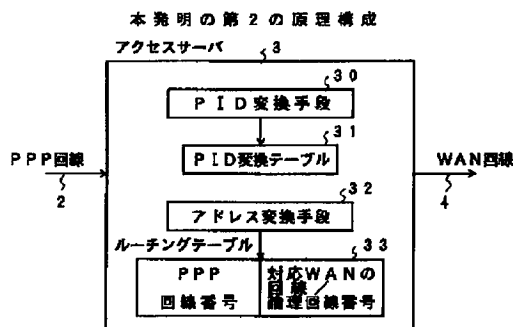 本発明の第2の原理構成
アクセスサーバ
3
30
PID変換手段
31
PID変換テーブル
PPP回線
2
WAN回線
4
32
アドレス変換手段
ルーチングテーブル
33
PPP
回線番号
対応WANの
回線
論理回線番号